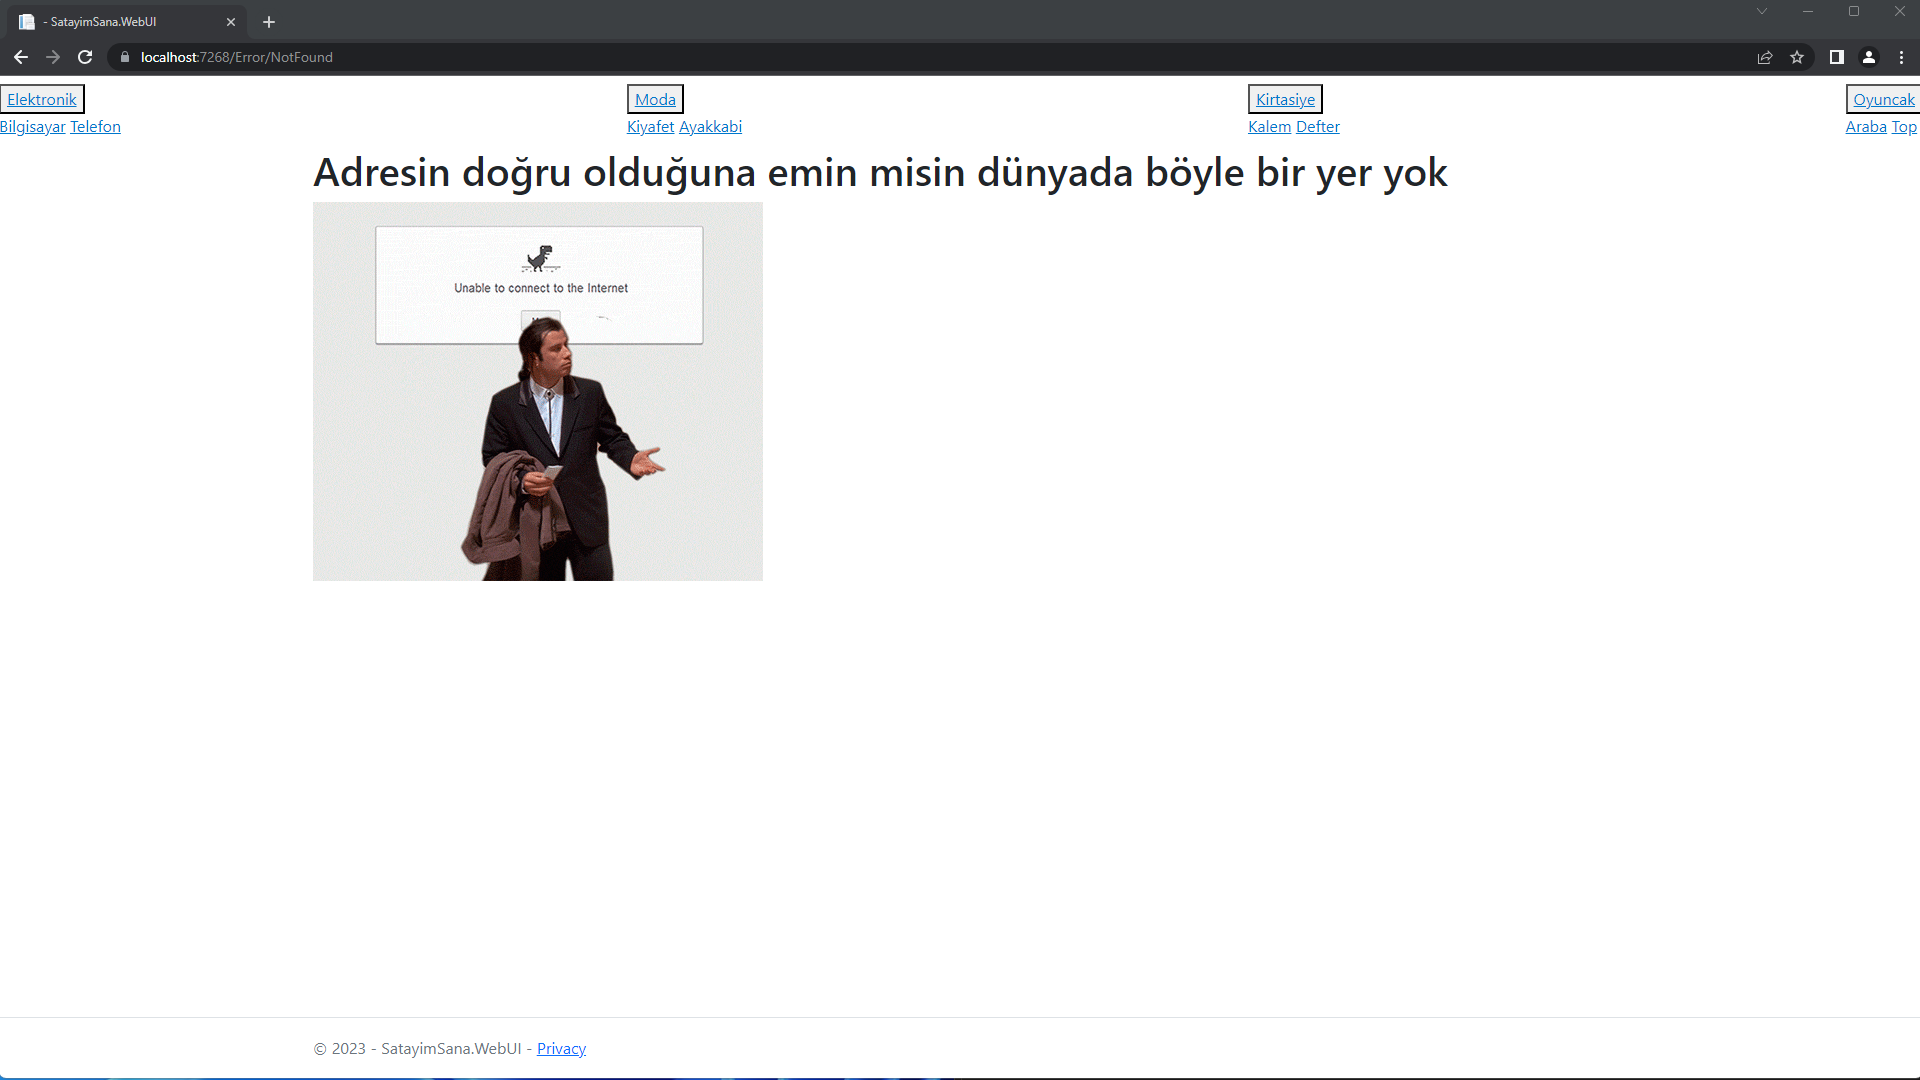 - SatayimSana.WebUI
localhost:7268/Error/NotFound
Elektronik Moda Kirtasiye Oyuncak
Bilgisayar Telefon Kiyafet Ayakkabi Kalem Defter Araba Top
Adresin doğru olduğuna emin misin dünyada böyle bir yer yok
Unable to connect to the Internet
© 2023 - SatayimSana.WebUI - Privacy